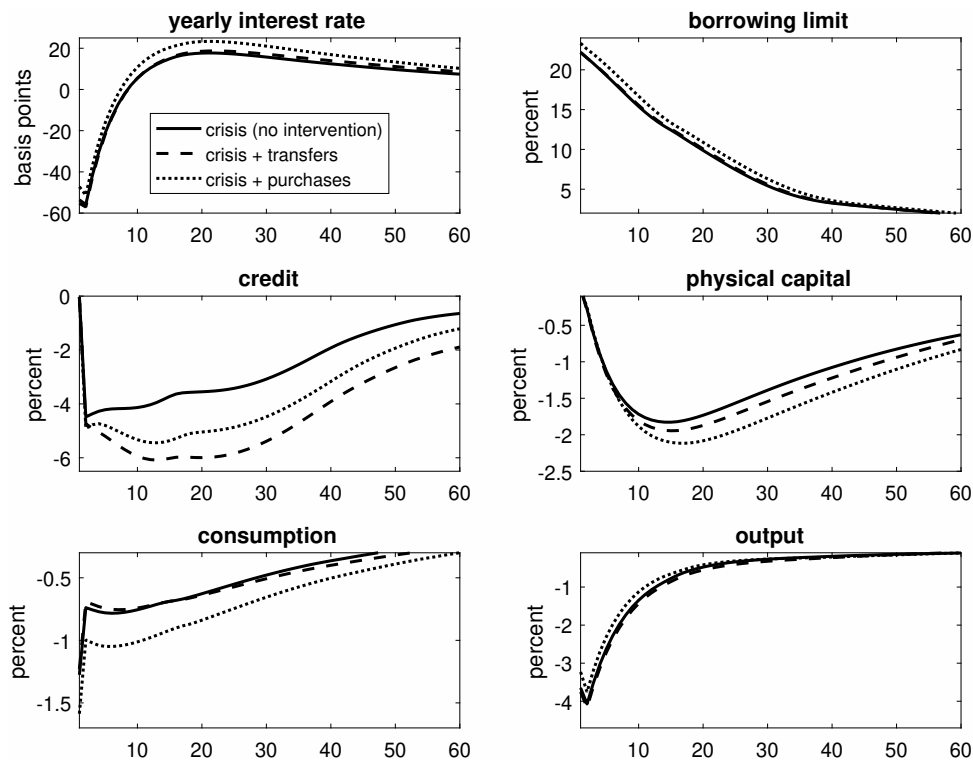 yearly interest rate
20
0
-20
-40
-60
basis points
crisis (no intervention)
crisis + transfers
crisis + purchases
10 20 30 40 50 60
borrowing limit
20
15
10
5
percent
10 20 30 40 50 60
credit
0
-2
-4
-6
percent
10 20 30 40 50 60
physical capital
-0.5
-1
-1.5
-2
-2.5
percent
10 20 30 40 50 60
consumption
-0.5
-1
-1.5
percent
10 20 30 40 50 60
output
-1
-2
-3
-4
percent
10 20 30 40 50 60